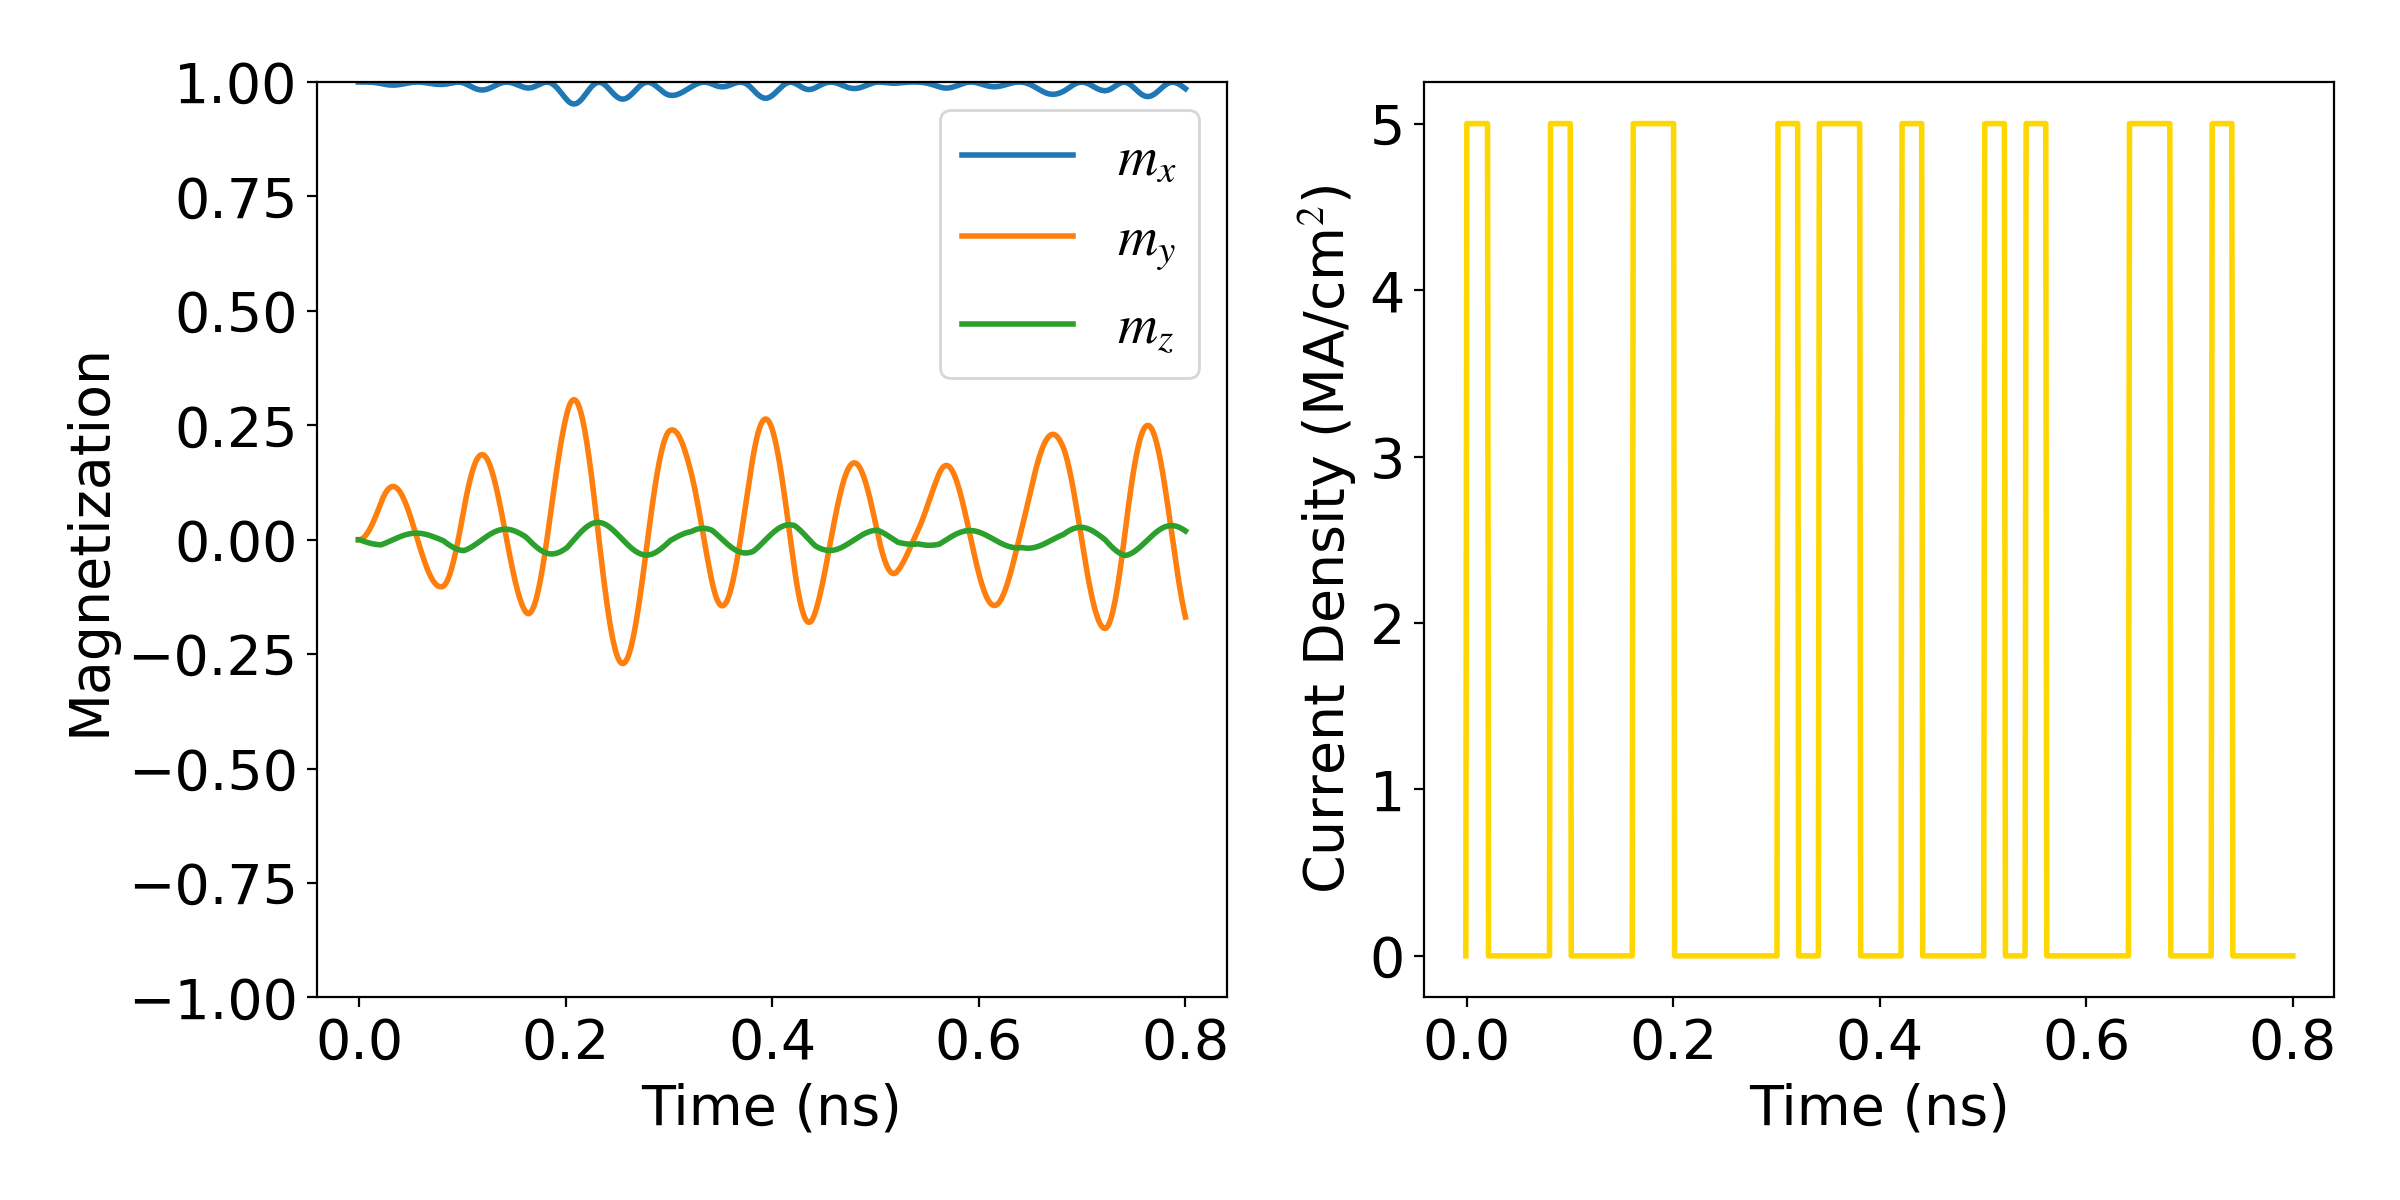 Magnetization
1.00
0.75
0.50
0.25
0.00
−0.25
−0.50
−0.75
−1.00
0.0 0.2 0.4 0.6 0.8
Time (ns)
mₓ
m_y
m_z
Current Density (MA/cm²)
5
4
3
2
1
0
0.0 0.2 0.4 0.6 0.8
Time (ns)